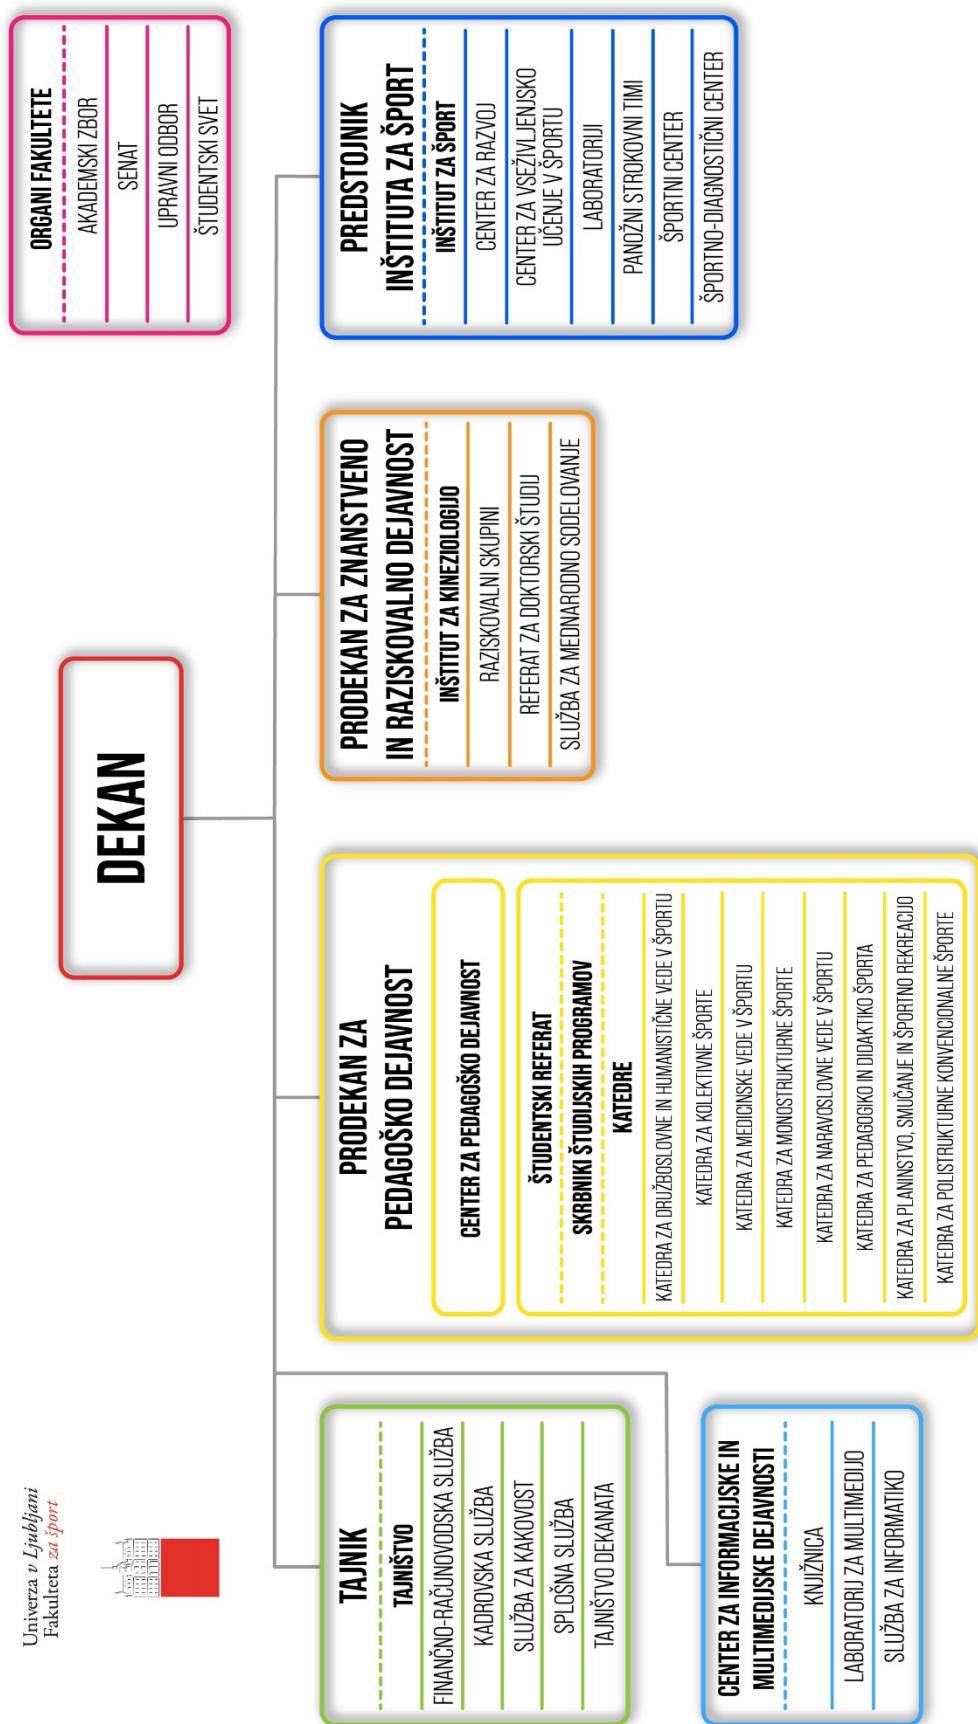 Univerza v Ljubljani
Fakulteta za šport
DEKAN
ORGANI FAKULTETE
AKADEMSKI ZBOR
SENAT
UPRAVNI ODBOR
ŠTUDENTSKI SVET
TAJNIK
TAJNIŠTVO
FINANČNO-RAČUNOVODSKA SLUŽBA
KADROVSKA SLUŽBA
SLUŽBA ZA KAKOVOST
SPLOŠNA SLUŽBA
TAJNIŠTVO DEKANATA
CENTER ZA INFORMACIJSKE IN
MULTIMEDIJSKE DEJAVNOSTI
KNJIŽNICA
LABORATORIJ ZA MULTIMEDIJO
SLUŽBA ZA INFORMATIKO
PRODEKAN ZA
PEDAGOŠKO DEJAVNOST
CENTER ZA PEDAGOŠKO DEJAVNOST
ŠTUDENTSKI REFERAT
SKRBNIKI ŠTUDIJSKIH PROGRAMOV
KATEDRE
KATEDRA ZA DRUŽBOSLOVNE IN HUMANISTIČNE VEDE V ŠPORTU
KATEDRA ZA KOLEKTIVNE ŠPORTE
KATEDRA ZA MEDICINSKE VEDE V ŠPORTU
KATEDRA ZA MONOSTRUKTURNE ŠPORTE
KATEDRA ZA NARAVOSLOVNE VEDE V ŠPORTU
KATEDRA ZA PEDAGOGIKO IN DIDAKTIKO ŠPORTA
KATEDRA ZA PLANINSTVO, SMUČANJE IN ŠPORTNO REKREACIJO
KATEDRA ZA POLISTRUKTURNE KONVENCIONALNE ŠPORTE
PRODEKAN ZA ZNANSTVENO
IN RAZISKOVALNO DEJAVNOST
INŠTITUT ZA KINEZIOLOGIJO
RAZISKOVALNI SKUPINI
REFERAT ZA DOKTORSKI ŠTUDIJ
SLUŽBA ZA MEDNARODNO SODELOVANJE
PREDSTOJNIK
INŠTITUTA ZA ŠPORT
INŠTITUT ZA ŠPORT
CENTER ZA RAZVOJ
CENTER ZA VSEŽIVLJENJSKO
UČENJE V ŠPORTU
LABORATORIJI
PANOŽNI STROKOVNI TIMI
ŠPORTNI CENTER
ŠPORTNO-DIAGNOSTIČNI CENTER